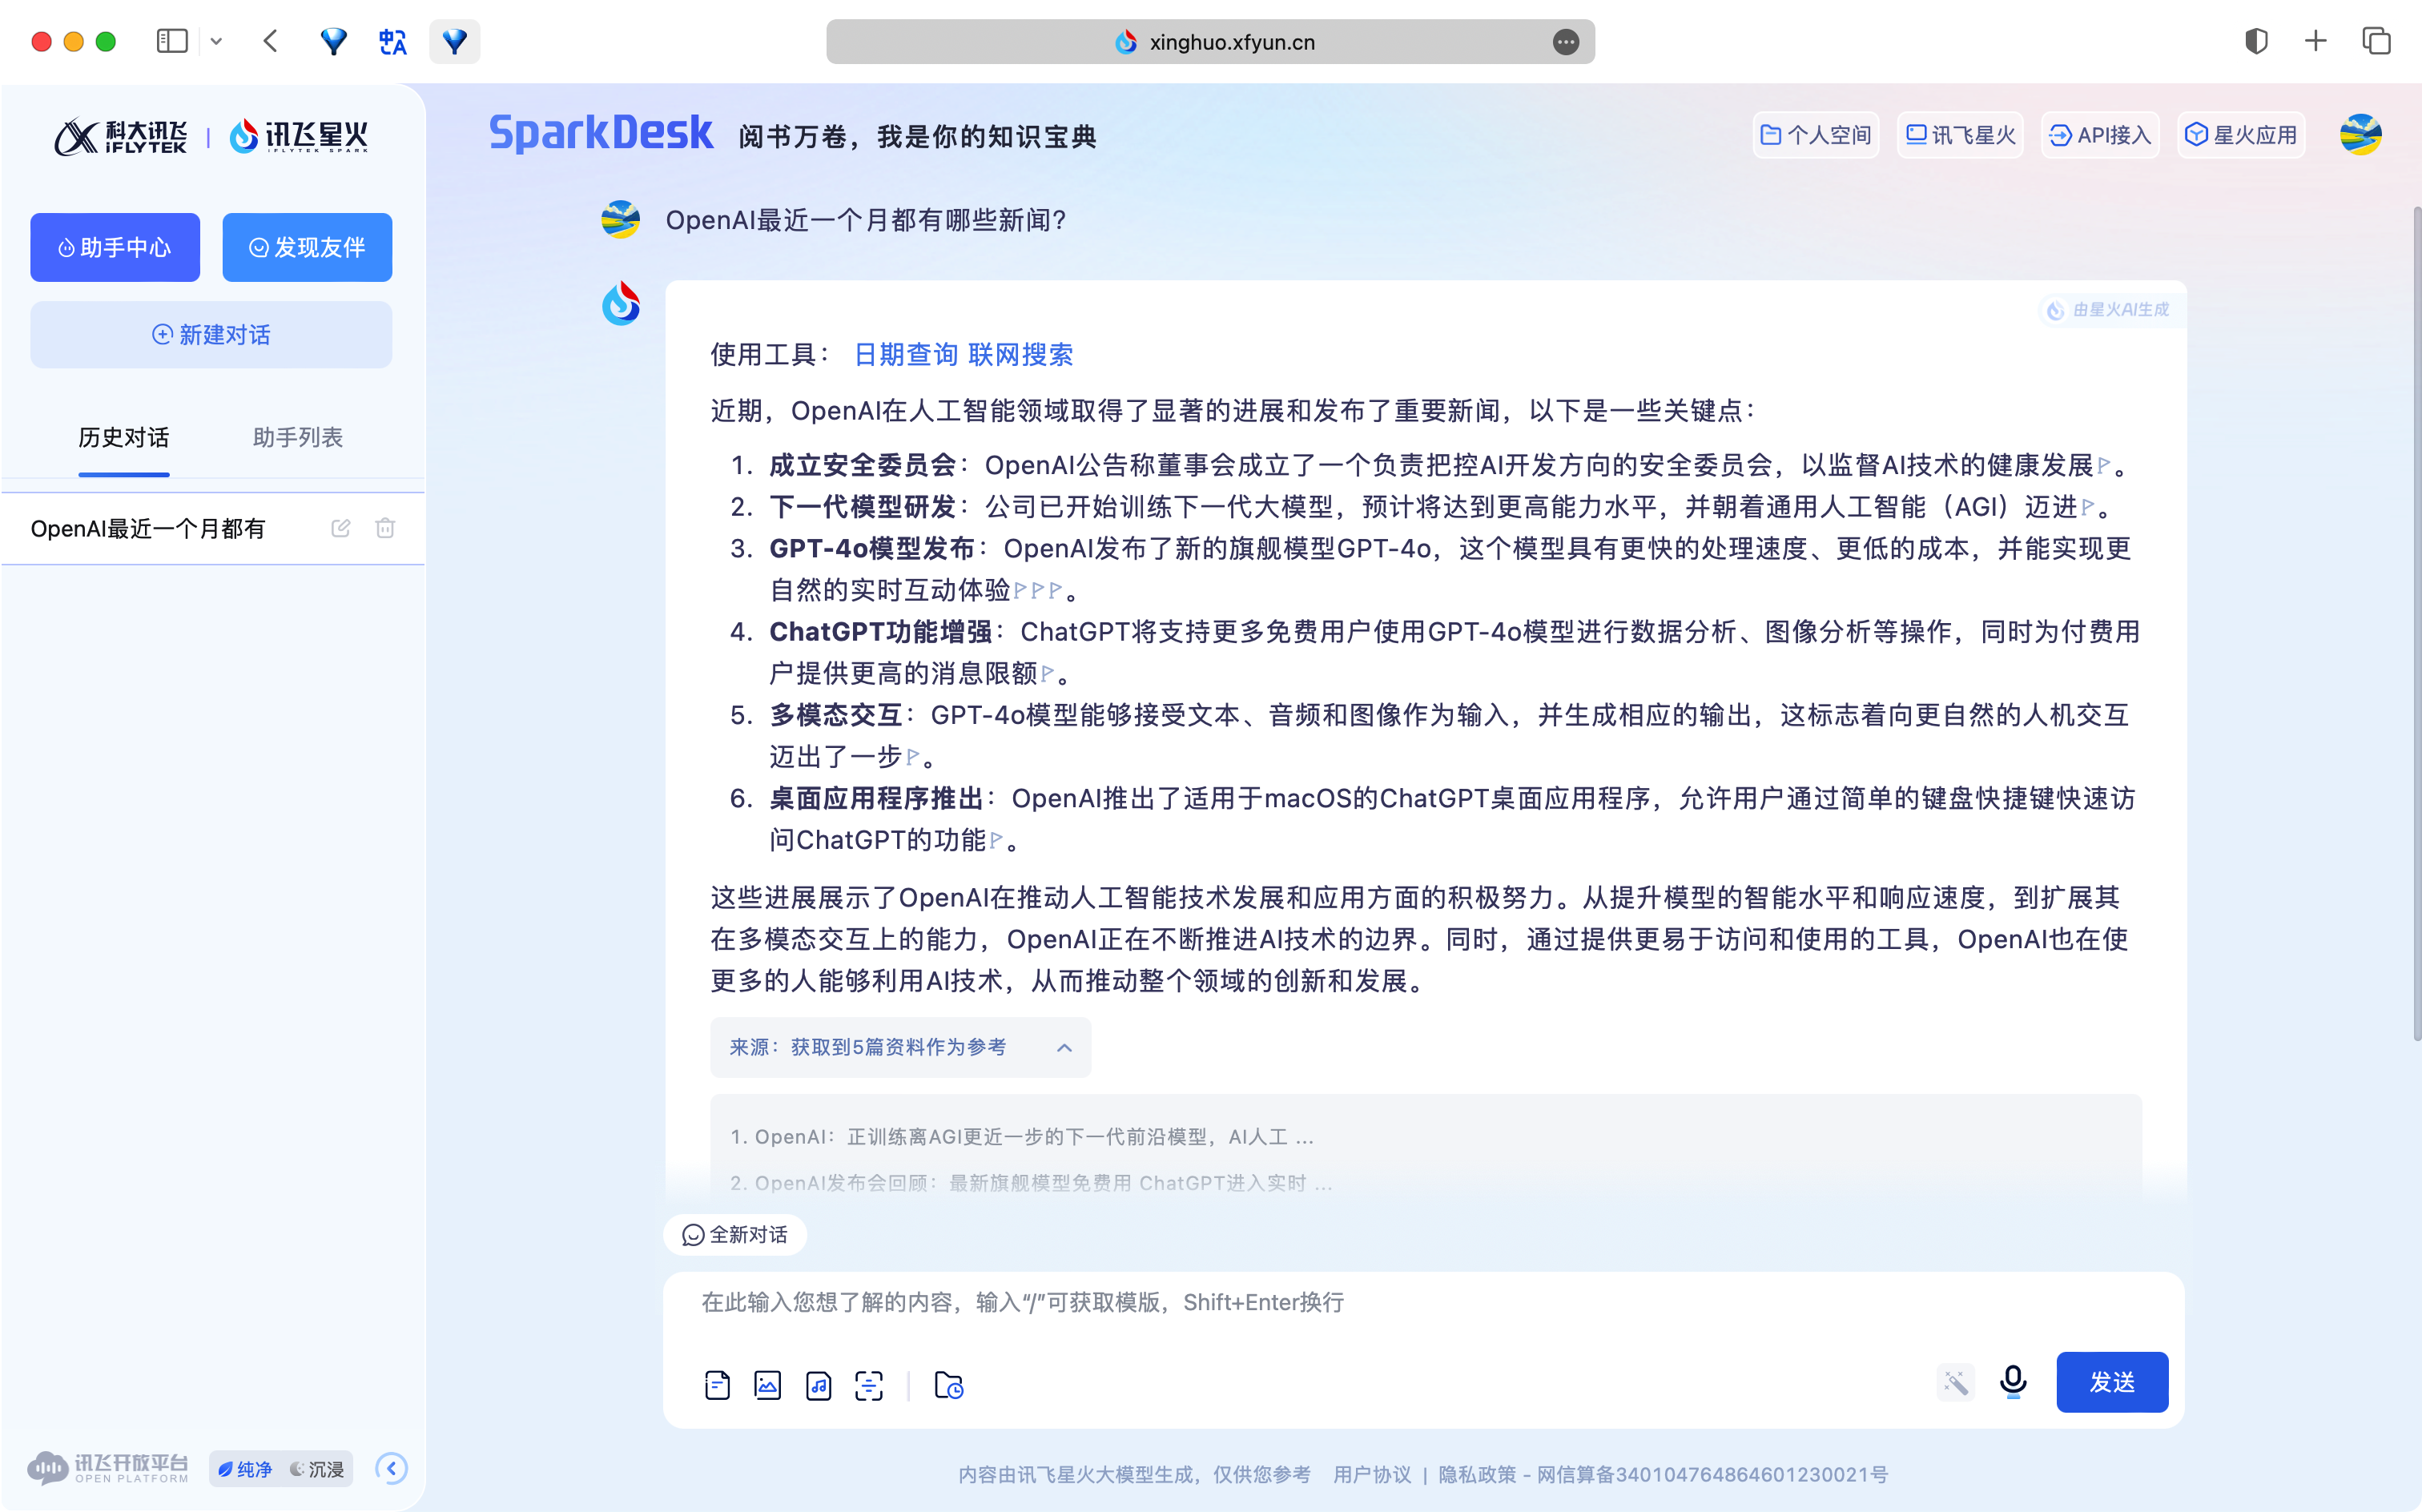 xinghuo.xfyun.cn
科大讯飞 iFLYTEK | 讯飞星火 IFLYTEK SPARK
助手中心 发现友伴
新建对话
历史对话 助手列表
OpenAI最近一个月都有
讯飞开放平台 OPEN PLATFORM
纯净 沉浸
SparkDesk 阅书万卷，我是你的知识宝典
个人空间 讯飞星火 API接入 星火应用
OpenAI最近一个月都有哪些新闻？
由星火AI生成
使用工具： 日期查询 联网搜索
近期，OpenAI在人工智能领域取得了显著的进展和发布了重要新闻，以下是一些关键点：
1. 成立安全委员会：OpenAI公告称董事会成立了一个负责把控AI开发方向的安全委员会，以监督AI技术的健康发展。
2. 下一代模型研发：公司已开始训练下一代大模型，预计将达到更高能力水平，并朝着通用人工智能（AGI）迈进。
3. GPT-4o模型发布：OpenAI发布了新的旗舰模型GPT-4o，这个模型具有更快的处理速度、更低的成本，并能实现更
自然的实时互动体验。
4. ChatGPT功能增强：ChatGPT将支持更多免费用户使用GPT-4o模型进行数据分析、图像分析等操作，同时为付费用
户提供更高的消息限额。
5. 多模态交互：GPT-4o模型能够接受文本、音频和图像作为输入，并生成相应的输出，这标志着向更自然的人机交互
迈出了一步。
6. 桌面应用程序推出：OpenAI推出了适用于macOS的ChatGPT桌面应用程序，允许用户通过简单的键盘快捷键快速访
问ChatGPT的功能。
这些进展展示了OpenAI在推动人工智能技术发展和应用方面的积极努力。从提升模型的智能水平和响应速度，到扩展其
在多模态交互上的能力，OpenAI正在不断推进AI技术的边界。同时，通过提供更易于访问和使用的工具，OpenAI也在使
更多的人能够利用AI技术，从而推动整个领域的创新和发展。
来源：获取到5篇资料作为参考
1. OpenAI：正训练离AGI更近一步的下一代前沿模型，AI人工 ...
2. OpenAI发布会回顾：最新旗舰模型免费用 ChatGPT进入实时 ...
全新对话
在此输入您想了解的内容，输入“/”可获取模版，Shift+Enter换行
发送
内容由讯飞星火大模型生成，仅供您参考 用户协议 | 隐私政策 - 网信算备340104764864601230021号